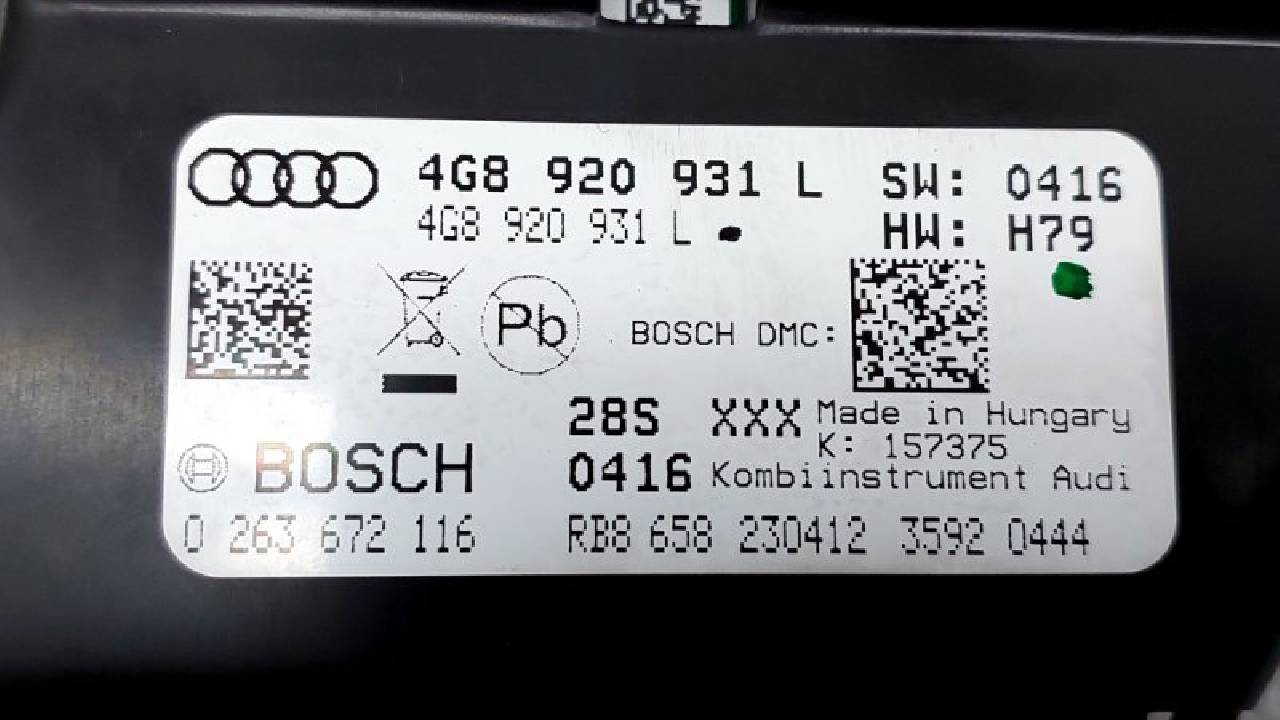 4G8 920 931 L SW: 0416
4G8 920 931 L HW: H79
Pb
BOSCH DMC:
28S XXX Made in Hungary
K: 157375
BOSCH 0416 Kombiinstrument Audi
0 263 672 116 RB8 658 230412 3592 0444